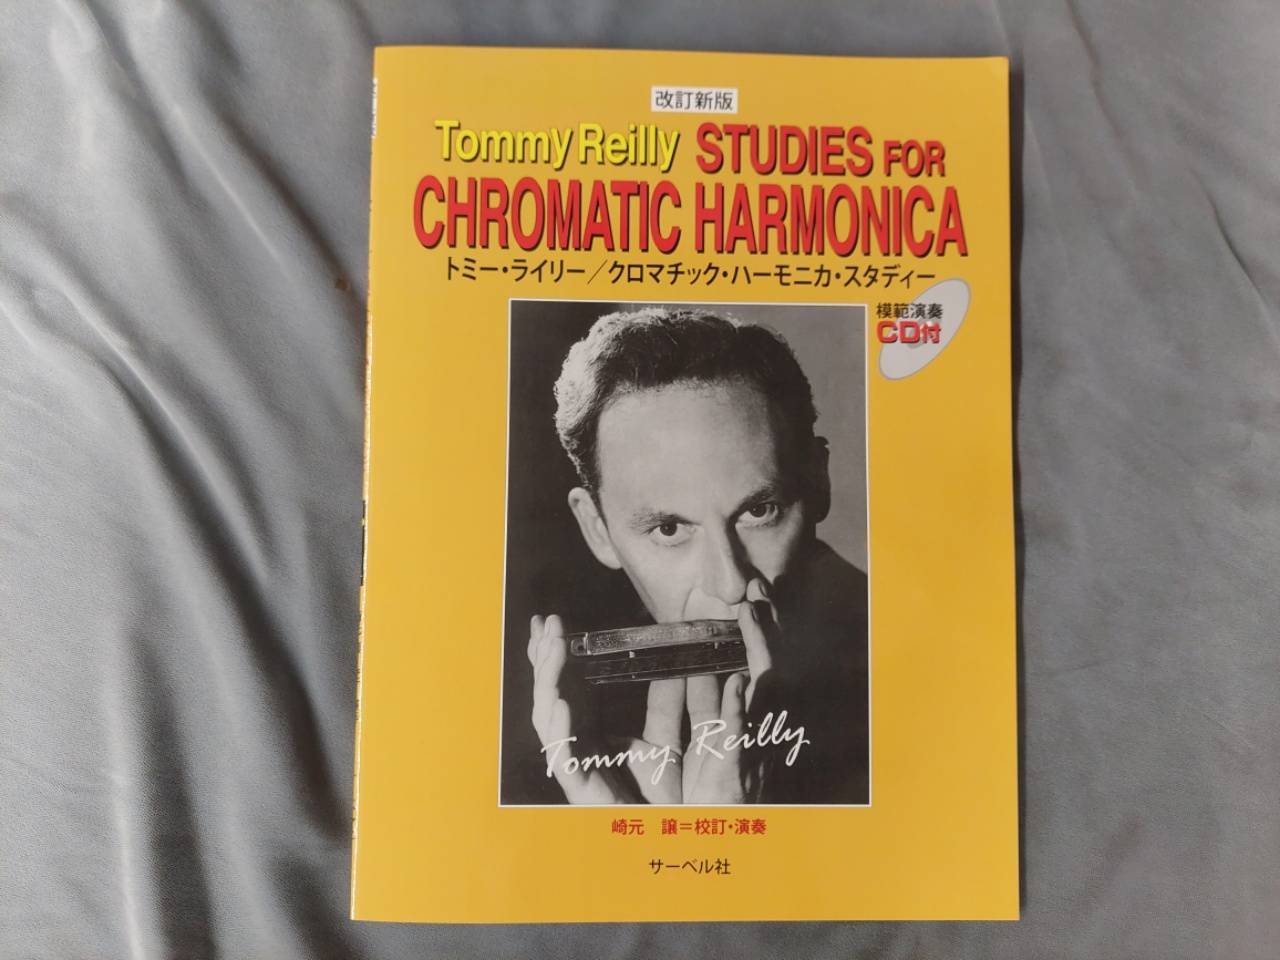 改訂新版
Tommy Reilly STUDIES FOR
CHROMATIC HARMONICA
トミー・ライリー／クロマチック・ハーモニカ・スタディー
模範演奏
CD付
Tommy Reilly
崎元　譲＝校訂・演奏
サーベル社